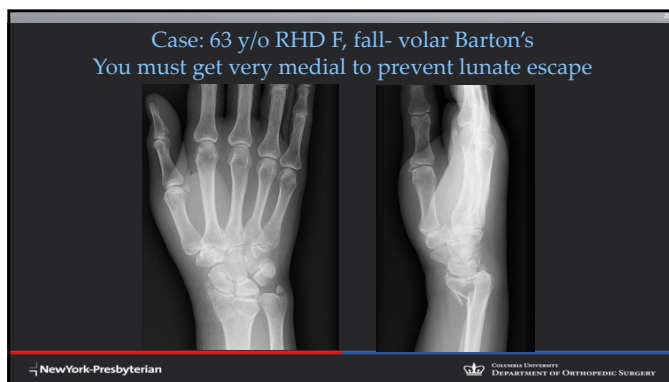 Case: 63 y/o RHD F, fall- volar Barton's
You must get very medial to prevent lunate escape
NewYork-Presbyterian
COLUMBIA UNIVERSITY
DEPARTMENT OF ORTHOPEDIC SURGERY